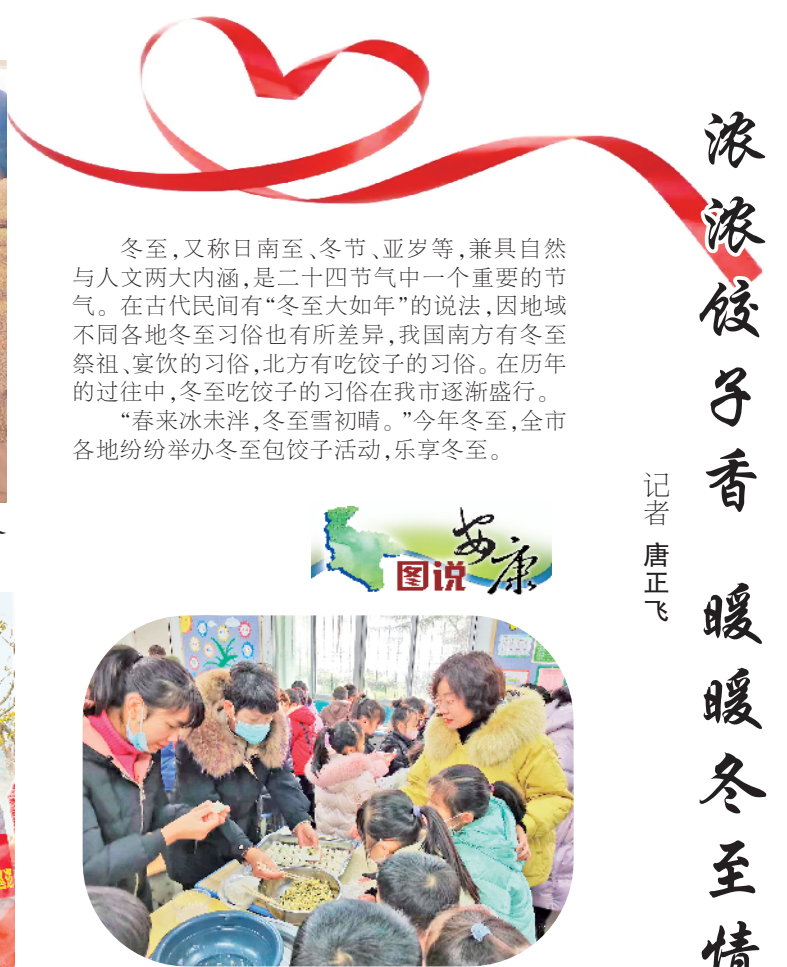 浓浓饺子香 暖暖冬至情
记者 唐正飞
冬至,又称日南至、冬节、亚岁等,兼具自然
与人文两大内涵,是二十四节气中一个重要的节
气。在古代民间有“冬至大如年”的说法,因地域
不同各地冬至习俗也有所差异,我国南方有冬至
祭祖、宴饮的习俗,北方有吃饺子的习俗。在历年
的过往中,冬至吃饺子的习俗在我市逐渐盛行。
“春来冰未泮,冬至雪初晴。”今年冬至,全市
各地纷纷举办冬至包饺子活动,乐享冬至。
图说安康